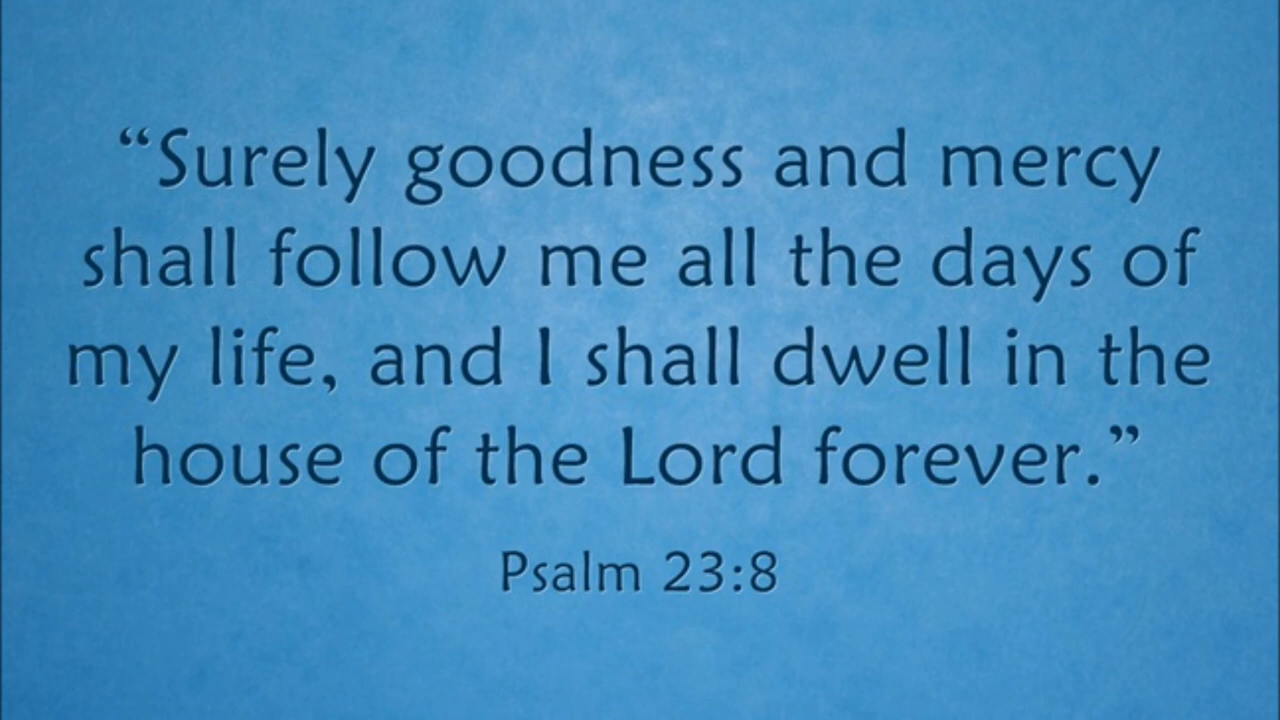 “Surely goodness and mercy
shall follow me all the days of
my life, and I shall dwell in the
house of the Lord forever.”
Psalm 23:8